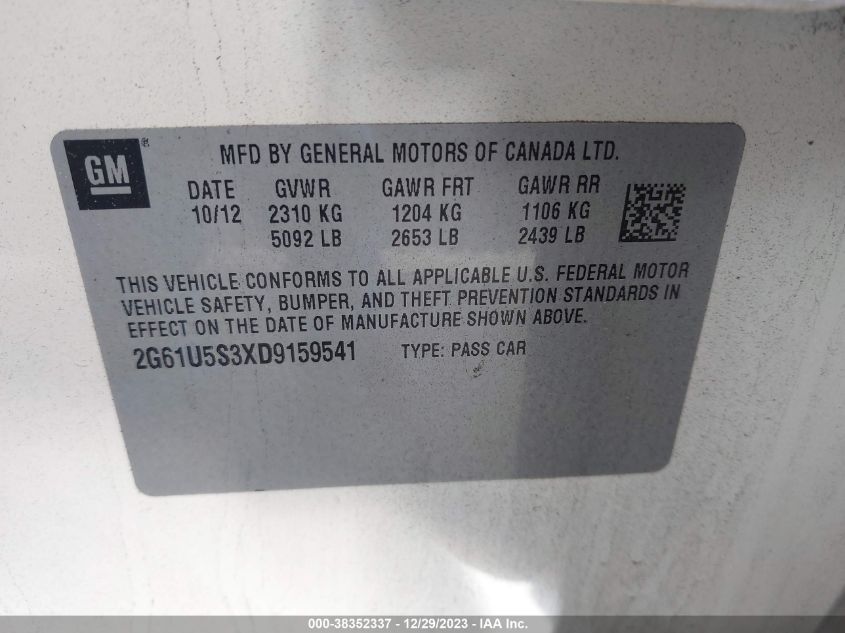 GM®
MFD BY GENERAL MOTORS OF CANADA LTD.
DATE GVWR GAWR FRT GAWR RR
10/12 2310 KG 1204 KG 1106 KG
5092 LB 2653 LB 2439 LB
THIS VEHICLE CONFORMS TO ALL APPLICABLE U.S. FEDERAL MOTOR
VEHICLE SAFETY, BUMPER, AND THEFT PREVENTION STANDARDS IN
EFFECT ON THE DATE OF MANUFACTURE SHOWN ABOVE.
2G61U5S3XD9159541 TYPE: PASS CAR
000-38352337 - 12/29/2023 - IAA Inc.